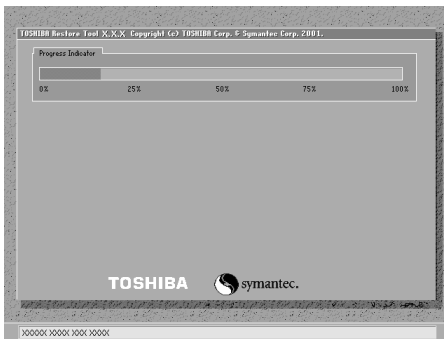 TOSHIBA Restore Tool X.X.X Copyright (c) TOSHIBA Corp. & Symantec Corp. 2001.
Progress Indicator
0% 25% 50% 75% 100%
TOSHIBA symantec.
XXXXX XXXX XXX XXXX